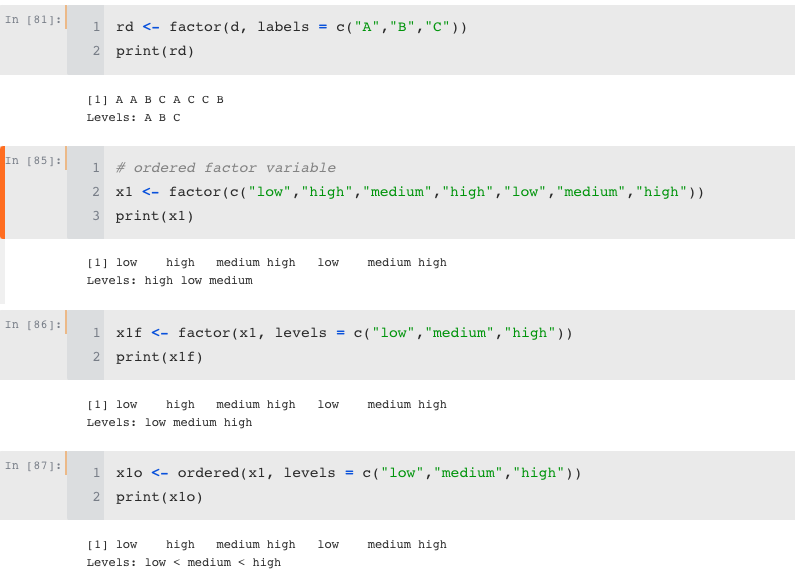 In [81]:
1 rd <- factor(d, labels = c("A","B","C"))
2 print(rd)
[1] A A B C A C C B
Levels: A B C
In [85]:
1 # ordered factor variable
2 x1 <- factor(c("low","high","medium","high","low","medium","high"))
3 print(x1)
[1] low    high   medium high   low    medium high
Levels: high low medium
In [86]:
1 x1f <- factor(x1, levels = c("low","medium","high"))
2 print(x1f)
[1] low    high   medium high   low    medium high
Levels: low medium high
In [87]:
1 x1o <- ordered(x1, levels = c("low","medium","high"))
2 print(x1o)
[1] low    high   medium high   low    medium high
Levels: low < medium < high